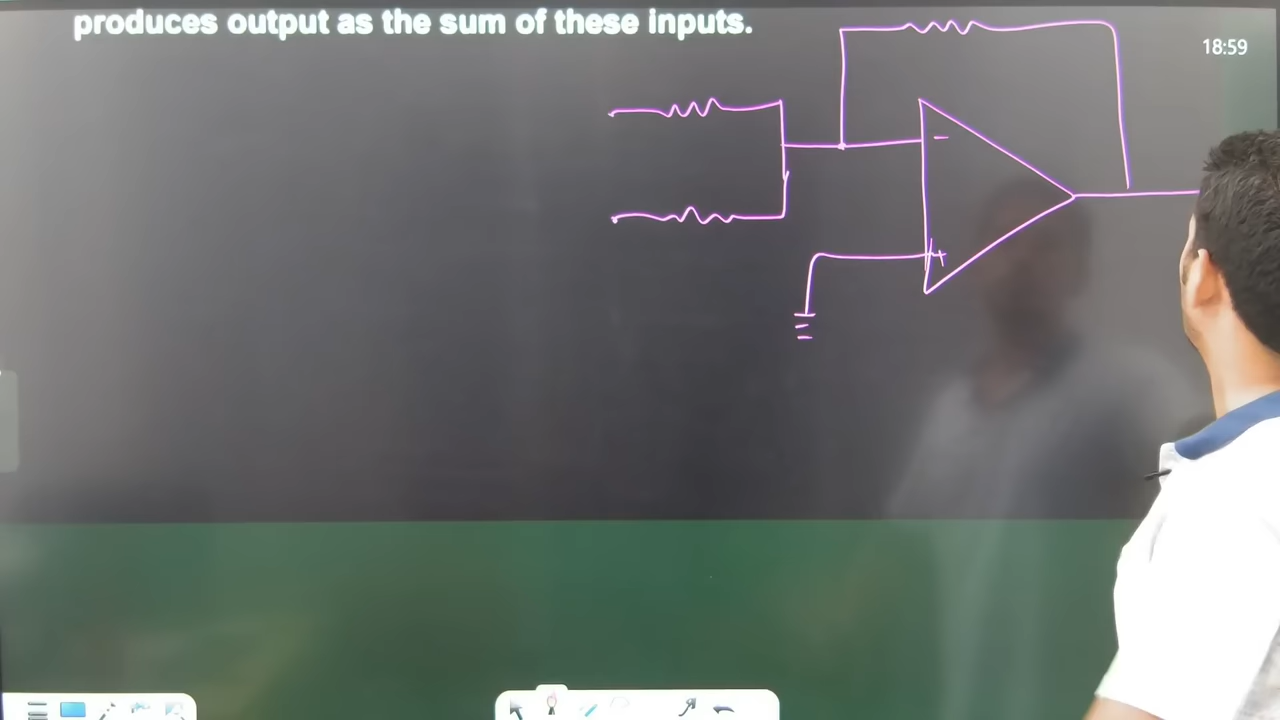 produces output as the sum of these inputs.
18:59
-
+